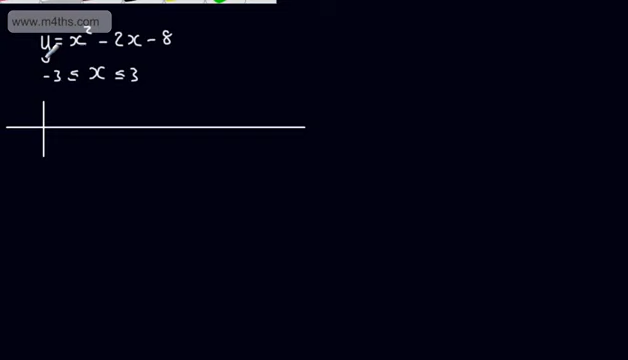 www.m4ths.com
y = x² - 2x - 8
-3 ≤ x ≤ 3